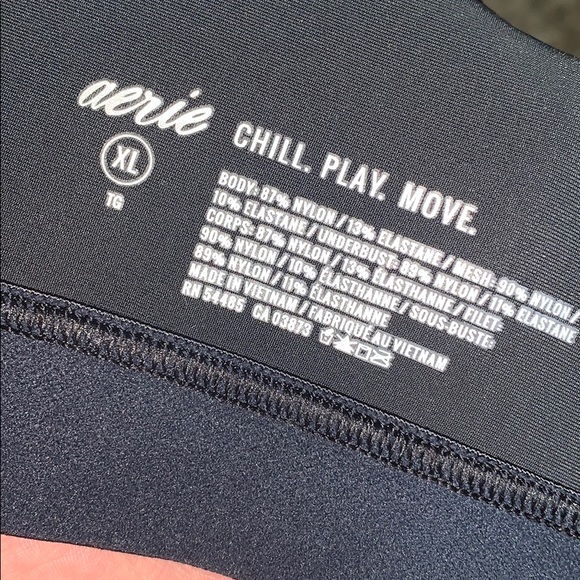 aerie
CHILL. PLAY. MOVE.
XL
TG
BODY: 87% NYLON / 13% ELASTANE / MESH: 90% NYLON /
10% ELASTANE / UNDERBUST: 89% NYLON / 11% ELASTANE
CORPS: 87% NYLON / 13% ÉLASTHANNE / FILET:
90% NYLON / 10% ÉLASTHANNE / SOUS-BUSTE:
89% NYLON / 11% ÉLASTHANNE
MADE IN VIETNAM / FABRIQUÉ AU VIETNAM
RN 54485 CA 03873